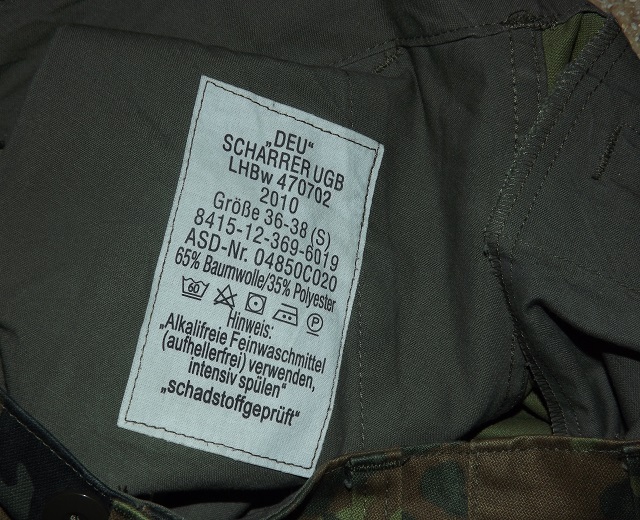 „DEU“
SCHARRER UGB
LHBw 470702
2010
Größe 36-38 (S)
8415-12-369-6019
ASD-Nr. 04850C020
65% Baumwolle/35% Polyester
60 P
Hinweis:
„Alkalifreie Feinwaschmittel
(aufhellerfrei) verwenden,
intensiv spülen“
„schadstoffgeprüft“